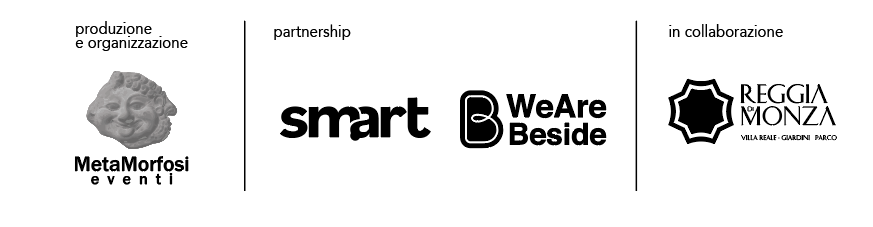 produzione
e organizzazione
MetaMorfosi
eventi
partnership
smart
WeAre
Beside
in collaborazione
REGGIA
DI
MONZA
VILLA REALE - GIARDINI PARCO